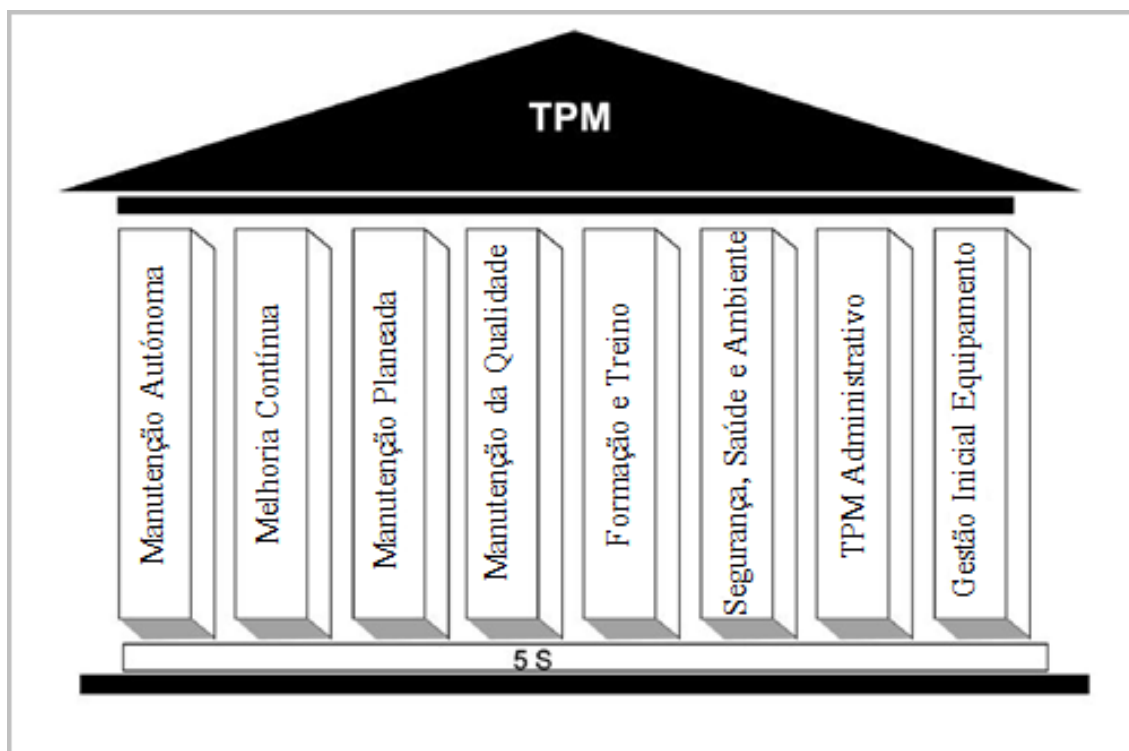 TPM
Manutenção Autónoma
Melhoria Contínua
Manutenção Planeada
Manutenção da Qualidade
Formação e Treino
Segurança, Saúde e Ambiente
TPM Administrativo
Gestão Inicial Equipamento
5 S